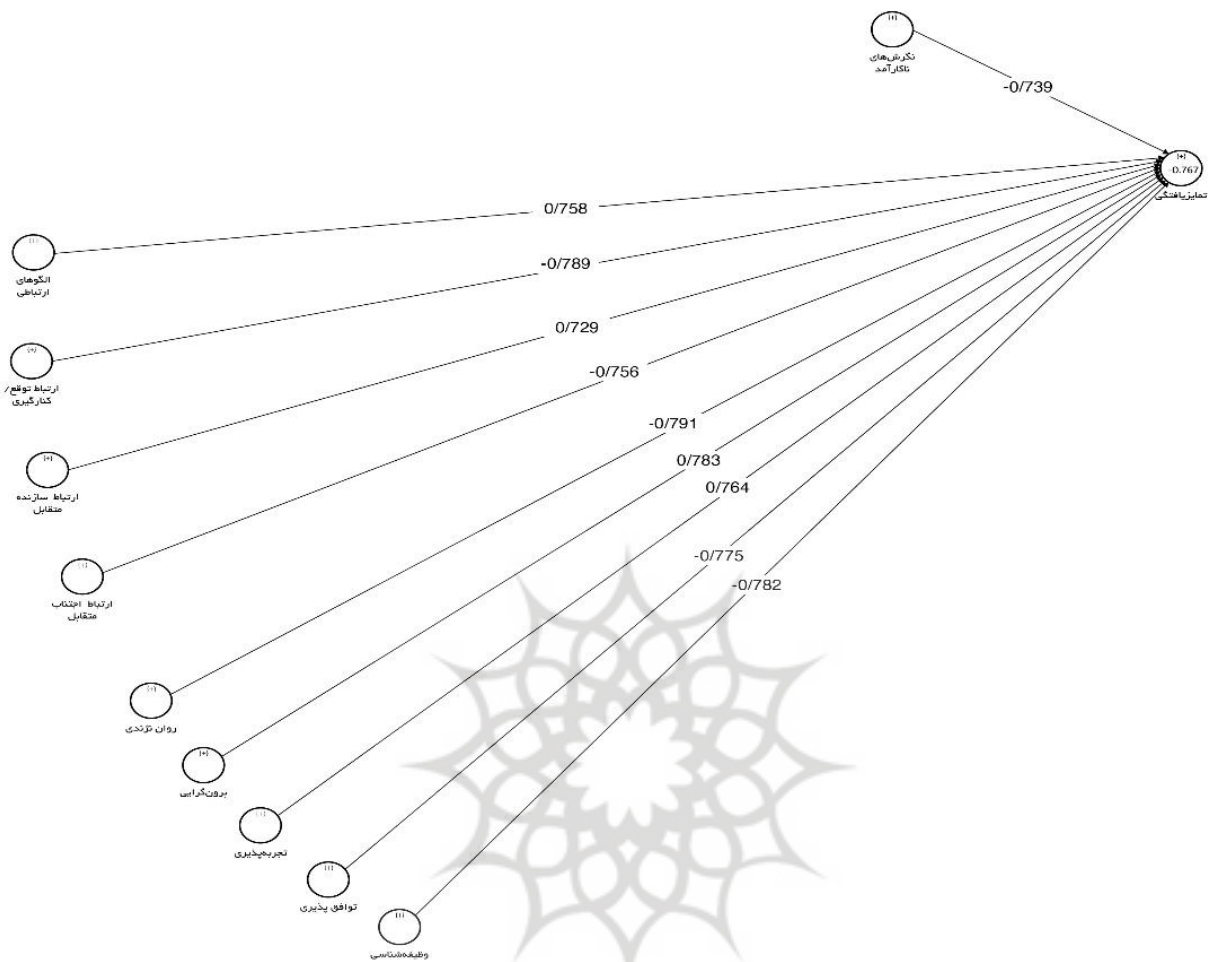 [+]
نگرش‌های
ناکارآمد
-0/739
[+]
-0.767
تمایزیافتگی
0/758
[+]
الگوهای
ارتباطی
-0/789
[+]
ارتباط توقع/
کنارگیری
0/729
[+]
ارتباط سازنده
متقابل
-0/756
[+]
ارتباط اجتناب
متقابل
-0/791
[+]
روان نژندی
0/783
[+]
برون‌گرایی
0/764
[+]
تجربه‌پذیری
-0/775
[+]
توافق پذیری
-0/782
[+]
وظیفه‌شناسی